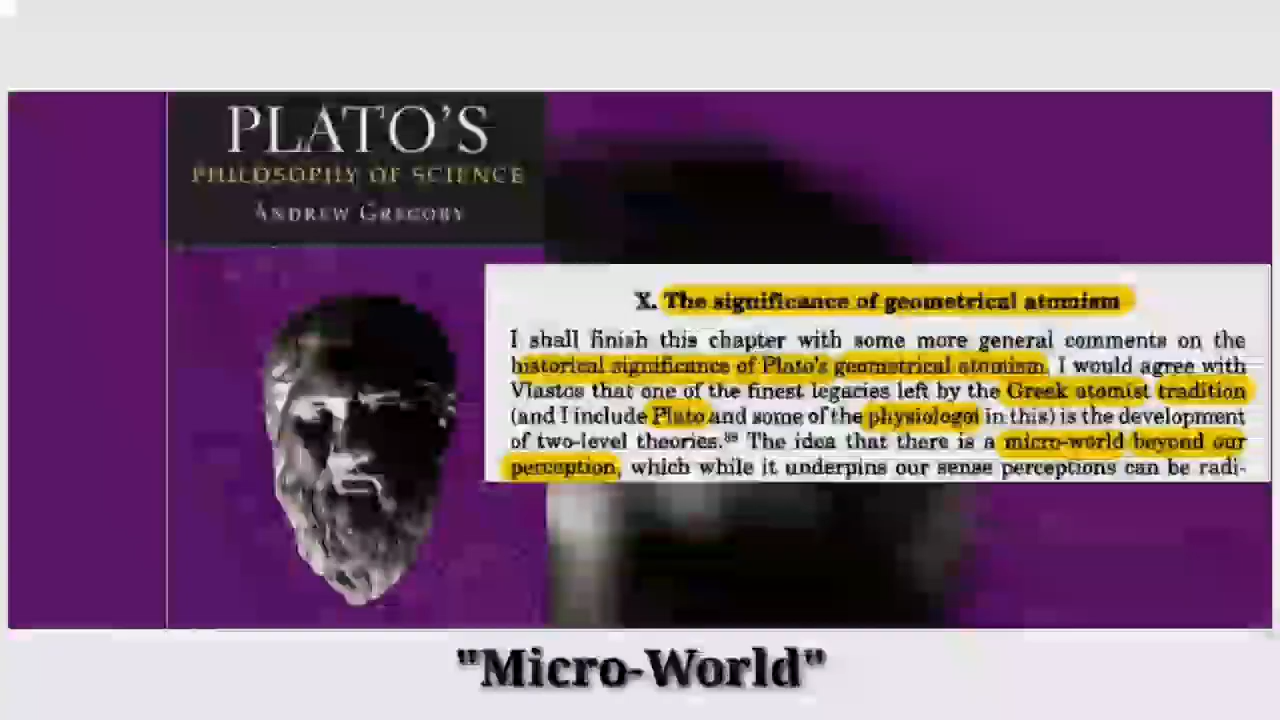 PLATO'S
PHILOSOPHY OF SCIENCE
ANDREW GREGORY
X. The significance of geometrical atomism
I shall finish this chapter with some more general comments on the
historical significance of Plato's geometrical atomism. I would agree with
Vlastos that one of the finest legacies left by the Greek atomist tradition
(and I include Plato and some of the physiologoi in this) is the development
of two-level theories. The idea that there is a micro-world beyond our
perception, which while it underpins our sense perceptions can be radi-
"Micro-World"